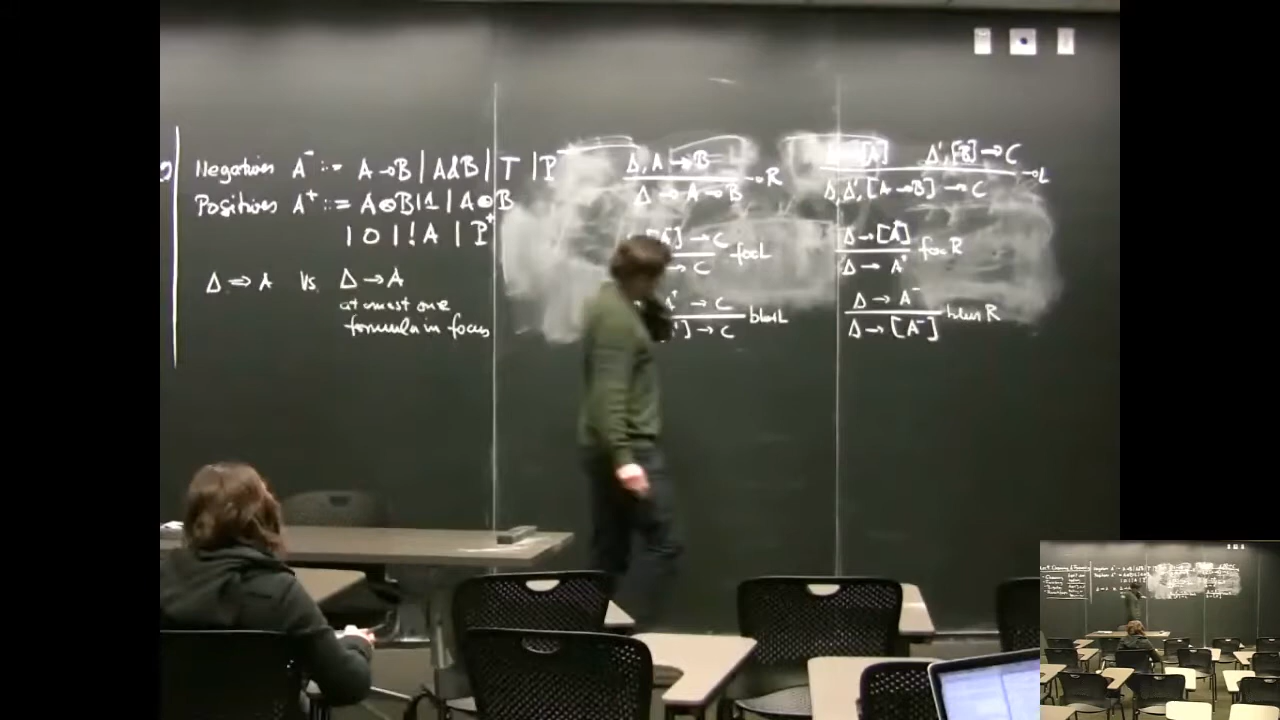 Negatives A⁻ ::= A ⊸ B | A & B | ⊤ | P⁻
Positives A⁺ ::= A ⊗ B | 1 | A ⊕ B
| 0 | ! A | P⁺
Δ ⇒ A vs Δ → A
at most one
formula in focus
Δ, A → B
Δ → A ⊸ B ⊸R
] → C
→ C focL
A⁺ → C
] → C blurL
→ [A] Δ', [B] → C
Δ, Δ', [A ⊸ B] → C ⊸L
Δ → [A⁺]
Δ → A⁺ focR
Δ → A⁻
Δ → [A⁻] blurR